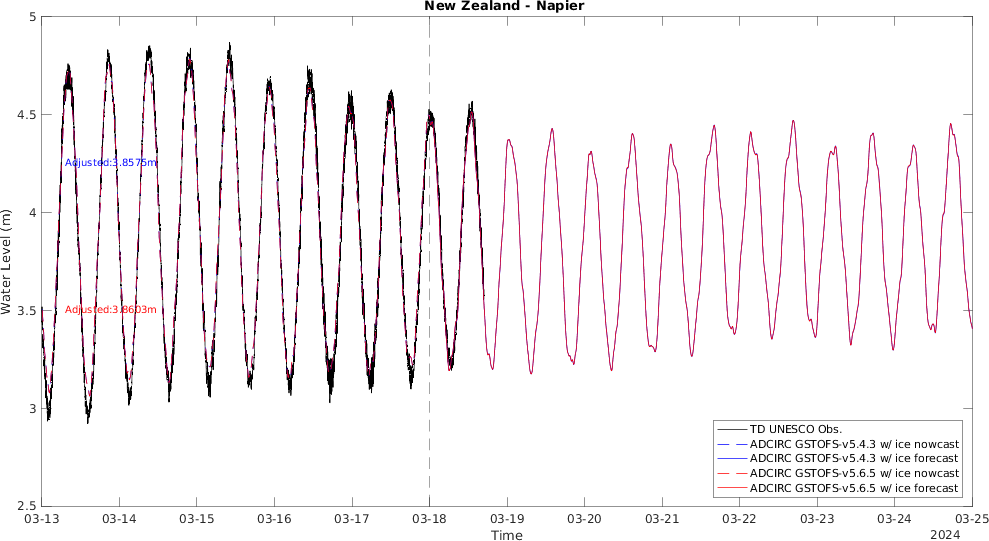 New Zealand - Napier
5
4.5
4
3.5
3
2.5
Water Level (m)
Adjusted:3.8575m
Adjusted:3.8603m
TD UNESCO Obs.
ADCIRC GSTOFS-v5.4.3 w/ ice nowcast
ADCIRC GSTOFS-v5.4.3 w/ ice forecast
ADCIRC GSTOFS-v5.6.5 w/ ice nowcast
ADCIRC GSTOFS-v5.6.5 w/ ice forecast
03-13 03-14 03-15 03-16 03-17 03-18 03-19 03-20 03-21 03-22 03-23 03-24 03-25
Time
2024